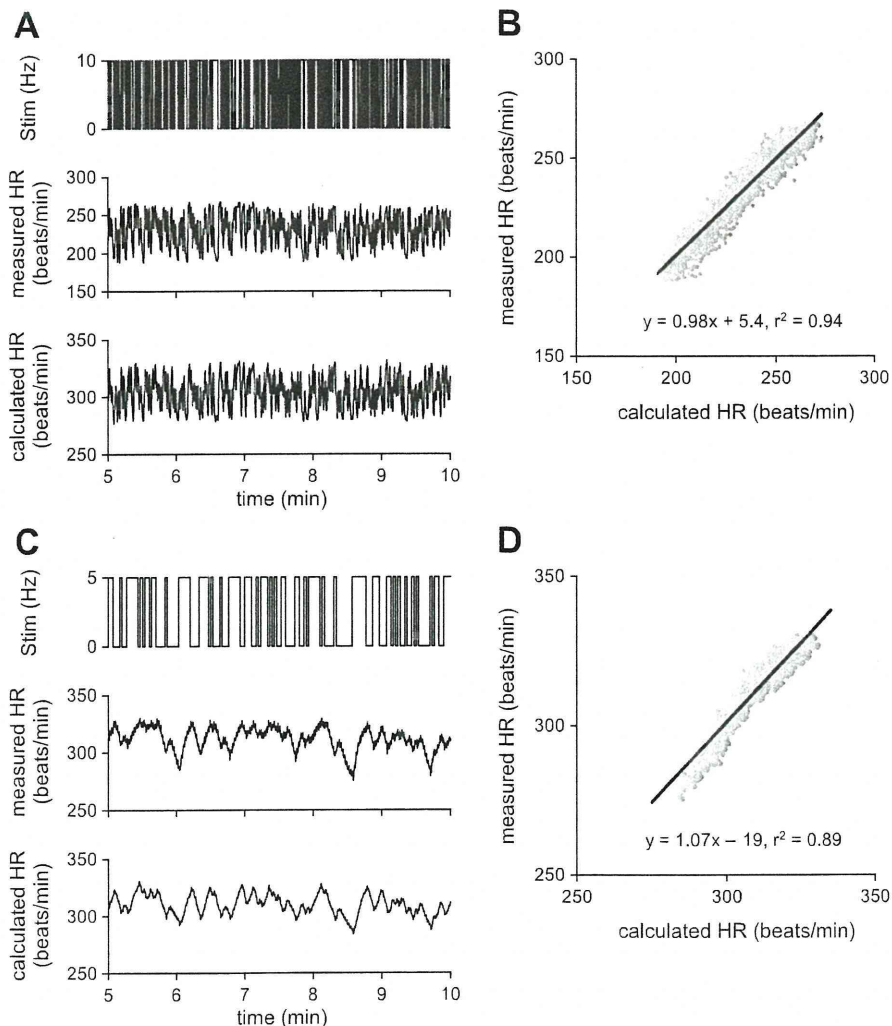 A
10
0
Stim (Hz)
300
250
200
150
measured HR
(beats/min)
350
300
250
calculated HR
(beats/min)
5 6 7 8 9 10
time (min)
B
300
250
200
150
measured HR (beats/min)
y = 0.98x + 5.4, r² = 0.94
150 200 250 300
calculated HR (beats/min)
C
5
0
Stim (Hz)
350
300
250
measured HR
(beats/min)
350
300
250
calculated HR
(beats/min)
5 6 7 8 9 10
time (min)
D
350
300
250
measured HR (beats/min)
y = 1.07x – 19, r² = 0.89
250 300 350
calculated HR (beats/min)